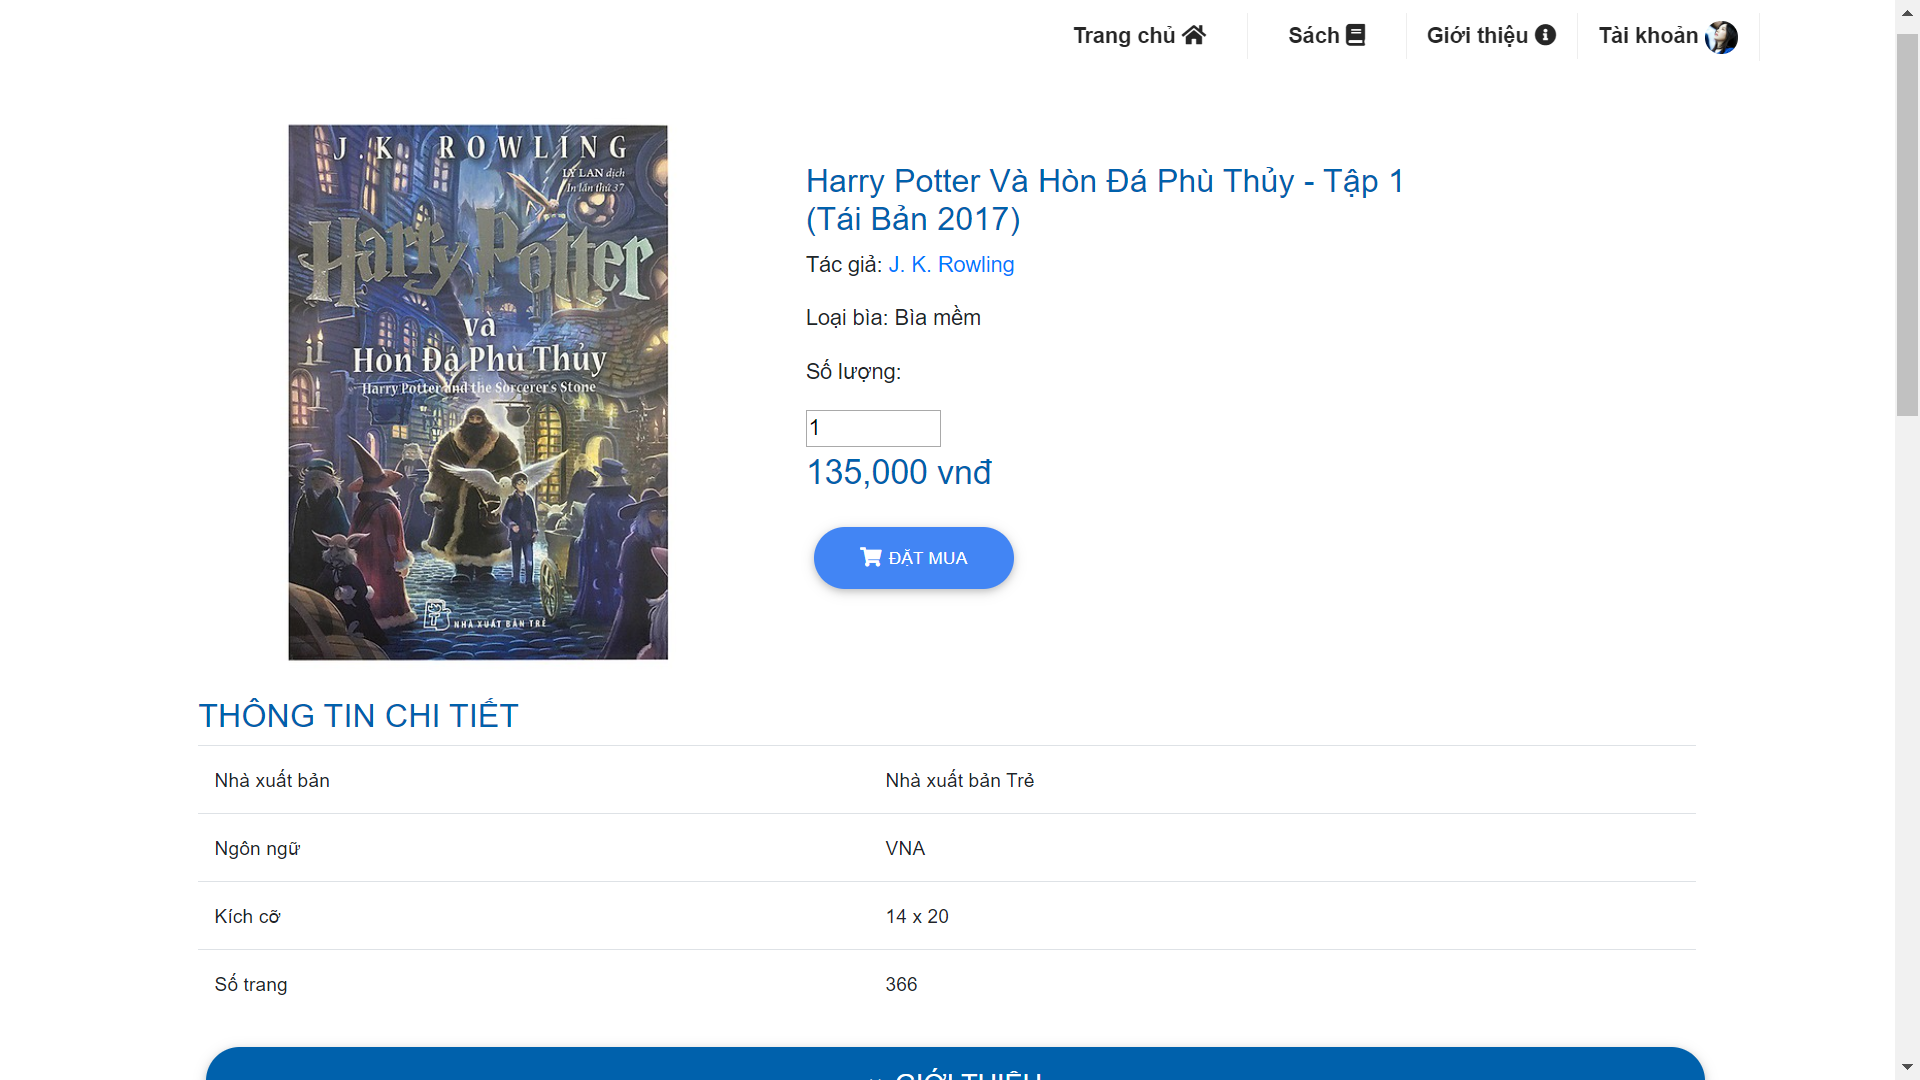 Trang chủ
Sách
Giới thiệu
Tài khoản
J.K. ROWLING
LÝ LAN dịch
In lần thứ 37
Harry Potter
và
Hòn Đá Phù Thủy
Harry Potter and the Sorcerer's Stone
NHÀ XUẤT BẢN TRẺ
Harry Potter Và Hòn Đá Phù Thủy - Tập 1
(Tái Bản 2017)
Tác giả: J. K. Rowling
Loại bìa: Bìa mềm
Số lượng:
1
135,000 vnđ
ĐẶT MUA
THÔNG TIN CHI TIẾT
Nhà xuất bản Nhà xuất bản Trẻ
Ngôn ngữ VNA
Kích cỡ 14 x 20
Số trang 366
GIỚI THIỆU